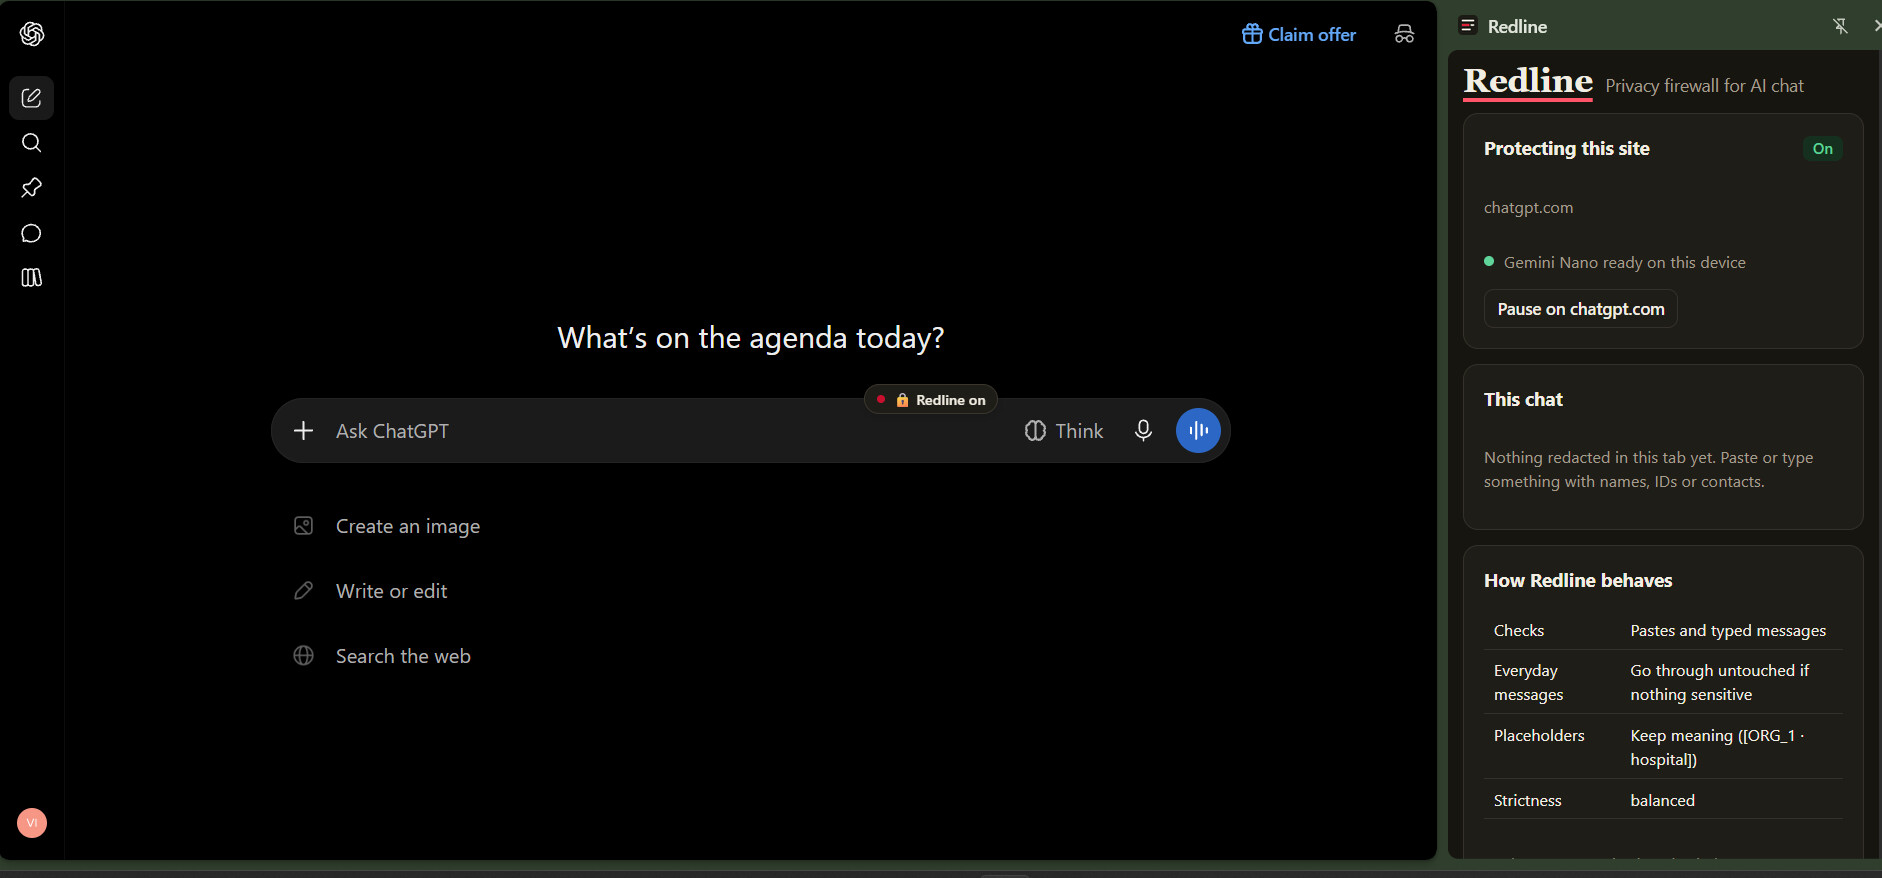 Claim offer
What's on the agenda today?
Redline on
Ask ChatGPT
Think
Create an image
Write or edit
Search the web
VI
Redline
Redline Privacy firewall for AI chat
Protecting this site On
chatgpt.com
Gemini Nano ready on this device
Pause on chatgpt.com
This chat
Nothing redacted in this tab yet. Paste or type
something with names, IDs or contacts.
How Redline behaves
Checks Pastes and typed messages
Everyday Go through untouched if
messages nothing sensitive
Placeholders Keep meaning ([ORG_1 ·
hospital])
Strictness balanced